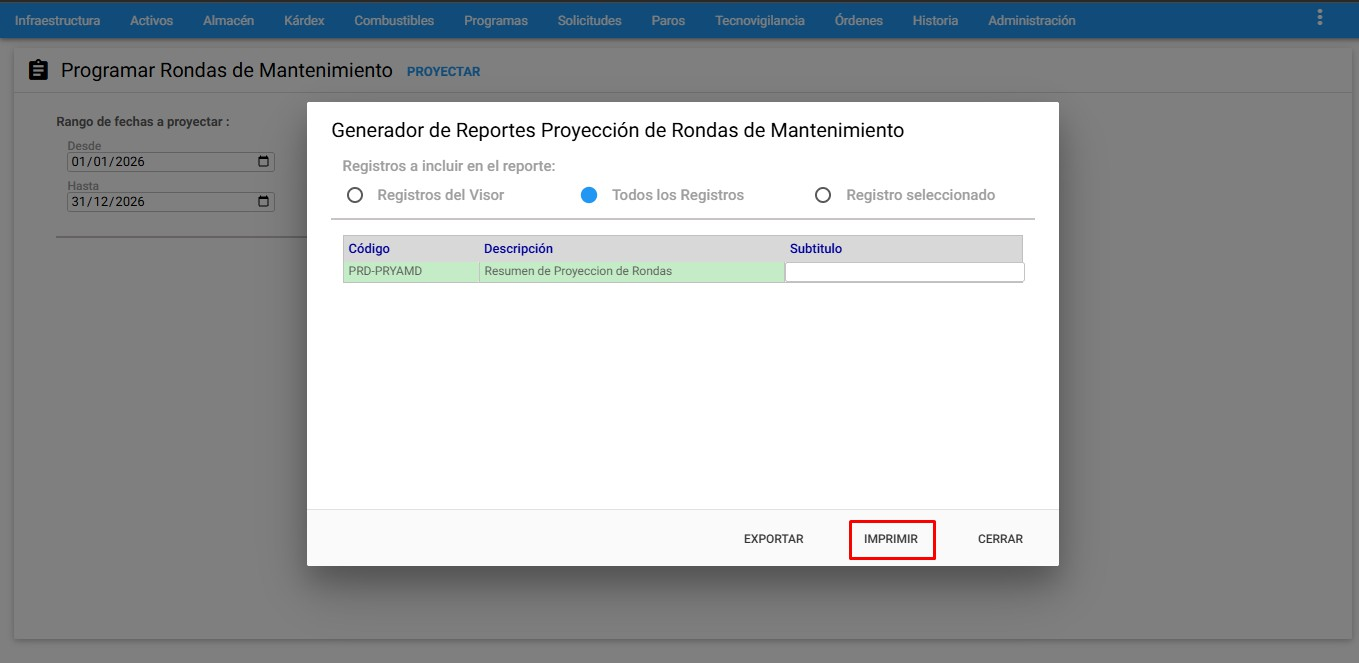 Infraestructura Activos Almacén Kárdex Combustibles Programas Solicitudes Paros Tecnovigilancia Órdenes Historia Administración
Programar Rondas de Mantenimiento PROYECTAR
Rango de fechas a proyectar :
Desde
01/01/2026
Hasta
31/12/2026
Generador de Reportes Proyección de Rondas de Mantenimiento
Registros a incluir en el reporte:
Registros del Visor Todos los Registros Registro seleccionado
Código Descripción Subtitulo
PRD-PRYAMD Resumen de Proyeccion de Rondas
EXPORTAR IMPRIMIR CERRAR